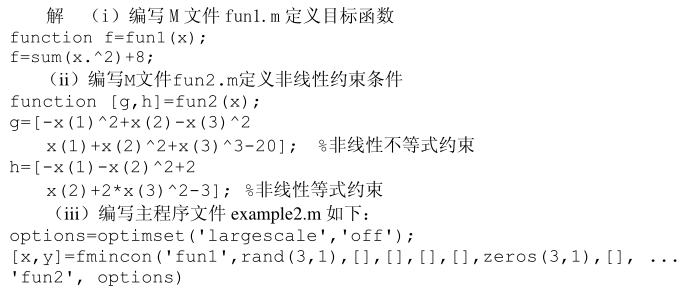 解 （i）编写 M 文件 fun1.m 定义目标函数
function f=fun1(x);
f=sum(x.^2)+8;
（ii）编写M文件fun2.m定义非线性约束条件
function [g,h]=fun2(x);
g=[-x(1)^2+x(2)-x(3)^2
x(1)+x(2)^2+x(3)^3-20]; %非线性不等式约束
h=[-x(1)-x(2)^2+2
x(2)+2*x(3)^2-3]; %非线性等式约束
（iii）编写主程序文件 example2.m 如下：
options=optimset('largescale','off');
[x,y]=fmincon('fun1',rand(3,1),[],[],[],[],zeros(3,1),[], ...
'fun2', options)